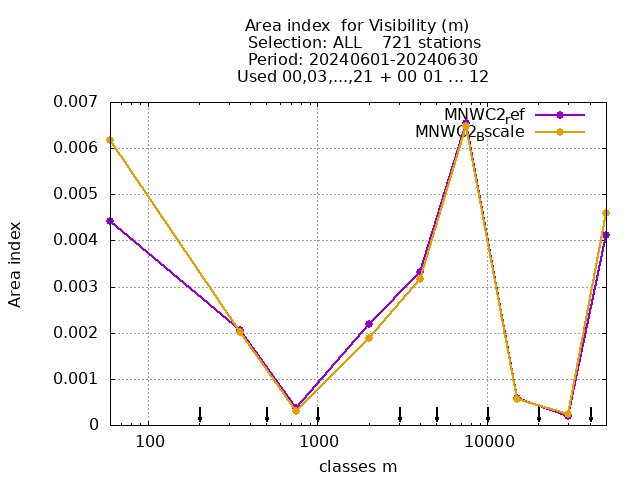 Area index  for Visibility (m)
Selection: ALL    721 stations
Period: 20240601-20240630
Used 00,03,...,21 + 00 01 ... 12
MNWC2ref
MNWC2Bscale
0.007
0.006
0.005
0.004
0.003
0.002
0.001
0
Area index
100
1000
10000
classes m